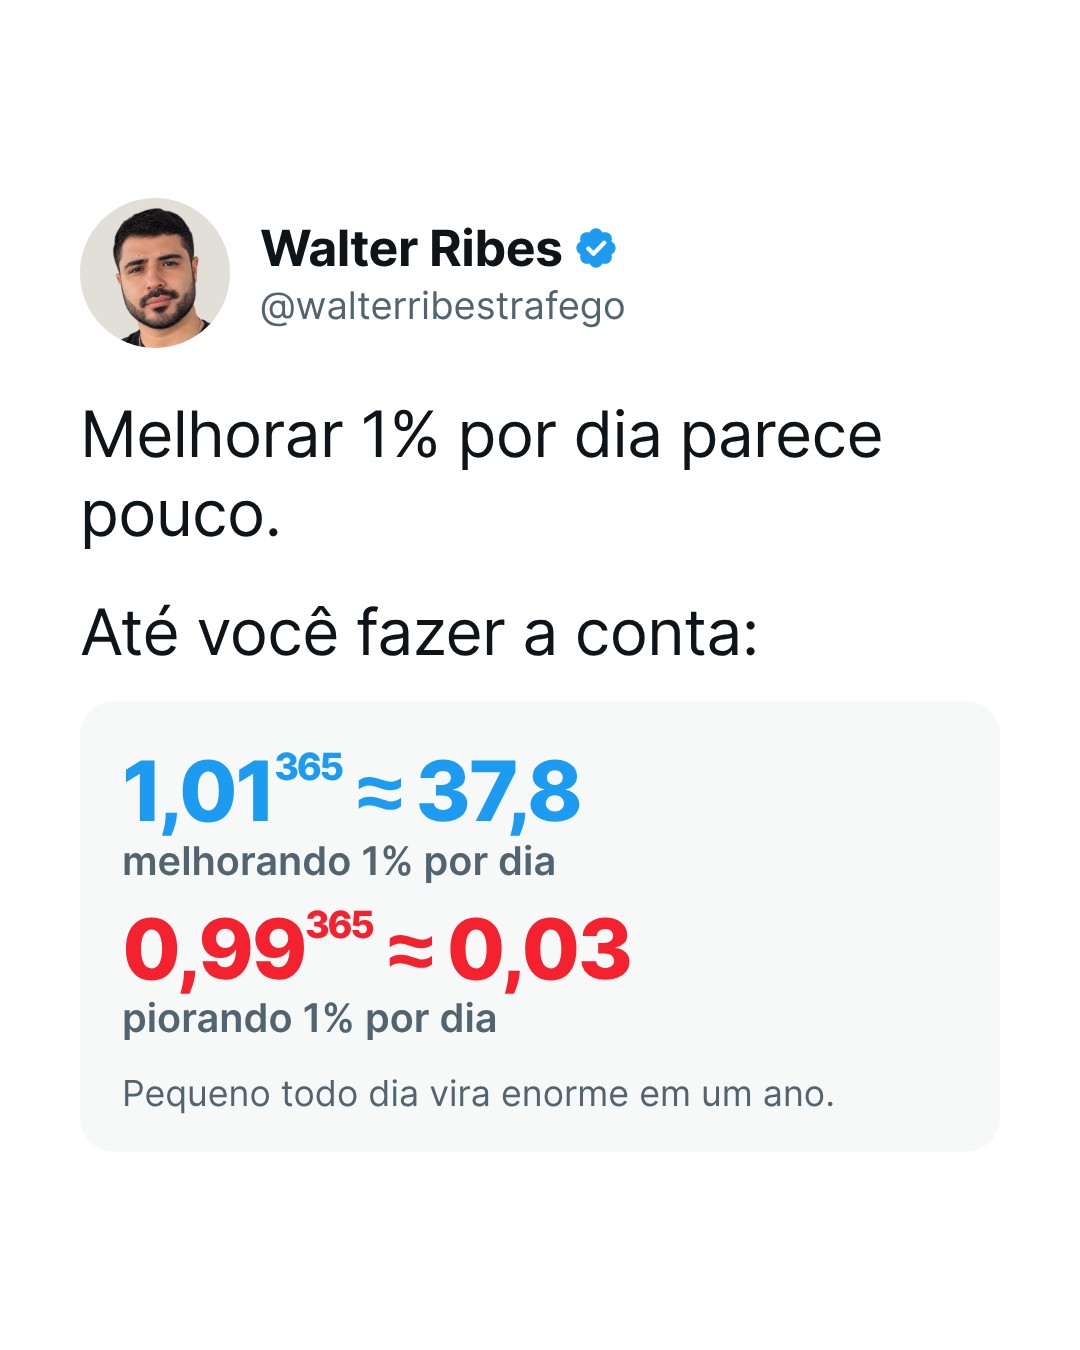 Walter Ribes
@walterribestrafego
Melhorar 1% por dia parece
pouco.
Até você fazer a conta:
1,01³⁶⁵ ≈ 37,8
melhorando 1% por dia
0,99³⁶⁵ ≈ 0,03
piorando 1% por dia
Pequeno todo dia vira enorme em um ano.